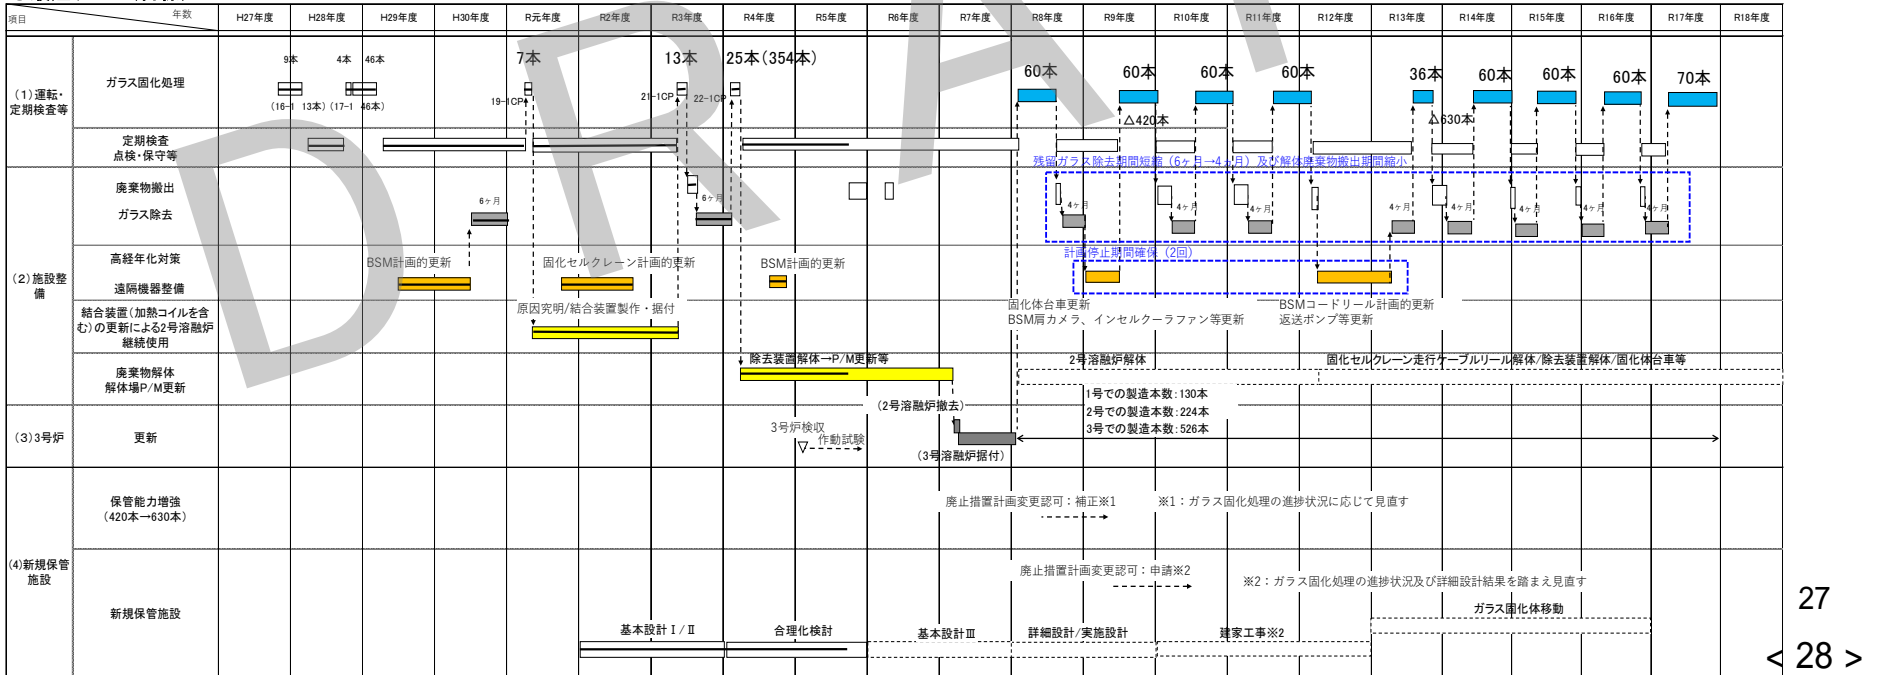 年数
項目
H27年度 H28年度 H29年度 H30年度 R元年度 R2年度 R3年度 R4年度 R5年度 R6年度 R7年度 R8年度 R9年度 R10年度 R11年度 R12年度 R13年度 R14年度 R15年度 R16年度 R17年度 R18年度
(1)運転・
定期検査等
ガラス固化処理
9本 4本 46本 7本 13本 25本(354本)
60本 60本 60本 60本 36本 60本 60本 60本 70本
(16-1 13本) (17-1 46本) 19-1CP 21-1CP 22-1CP
△420本 △630本
定期検査
点検・保守等
残留ガラス除去期間短縮（6ヶ月→4ヵ月）及び解体廃棄物搬出期間縮小
(2)施設整
備
廃棄物搬出
ガラス除去
6ヶ月 6ヶ月 4ヶ月 4ヶ月 4ヶ月 4ヶ月 4ヶ月 4ヶ月 4ヶ月 4ヶ月
高経年化対策
遠隔機器整備
BSM計画的更新 固化セルクレーン計画的更新 BSM計画的更新
計画停止期間確保（2回）
結合装置(加熱コイルを含
む)の更新による2号溶融炉
継続使用
原因究明/結合装置製作・据付
固化体台車更新
BSM肩カメラ、インセルクーラファン等更新
BSMコードリール計画的更新
返送ポンプ等更新
廃棄物解体
解体場P/M更新
除去装置解体→P/M更新等 2号溶融炉解体 固化セルクレーン走行ケーブルリール解体/除去装置解体/固化体台車等
(2号溶融炉撤去)
1号での製造本数：130本
2号での製造本数：224本
3号での製造本数：526本
(3)3号炉
更新
3号炉検収
作動試験
(3号溶融炉据付)
(4)新規保管
施設
保管能力増強
(420本→630本)
廃止措置計画変更認可：補正※1 ※1：ガラス固化処理の進捗状況に応じて見直す
新規保管施設
廃止措置計画変更認可：申請※2
※2：ガラス固化処理の進捗状況及び詳細設計結果を踏まえ見直す
ガラス固化体移動
基本設計Ⅰ/Ⅱ 合理化検討 基本設計Ⅲ 詳細設計/実施設計 建家工事※2
27
< 28 >